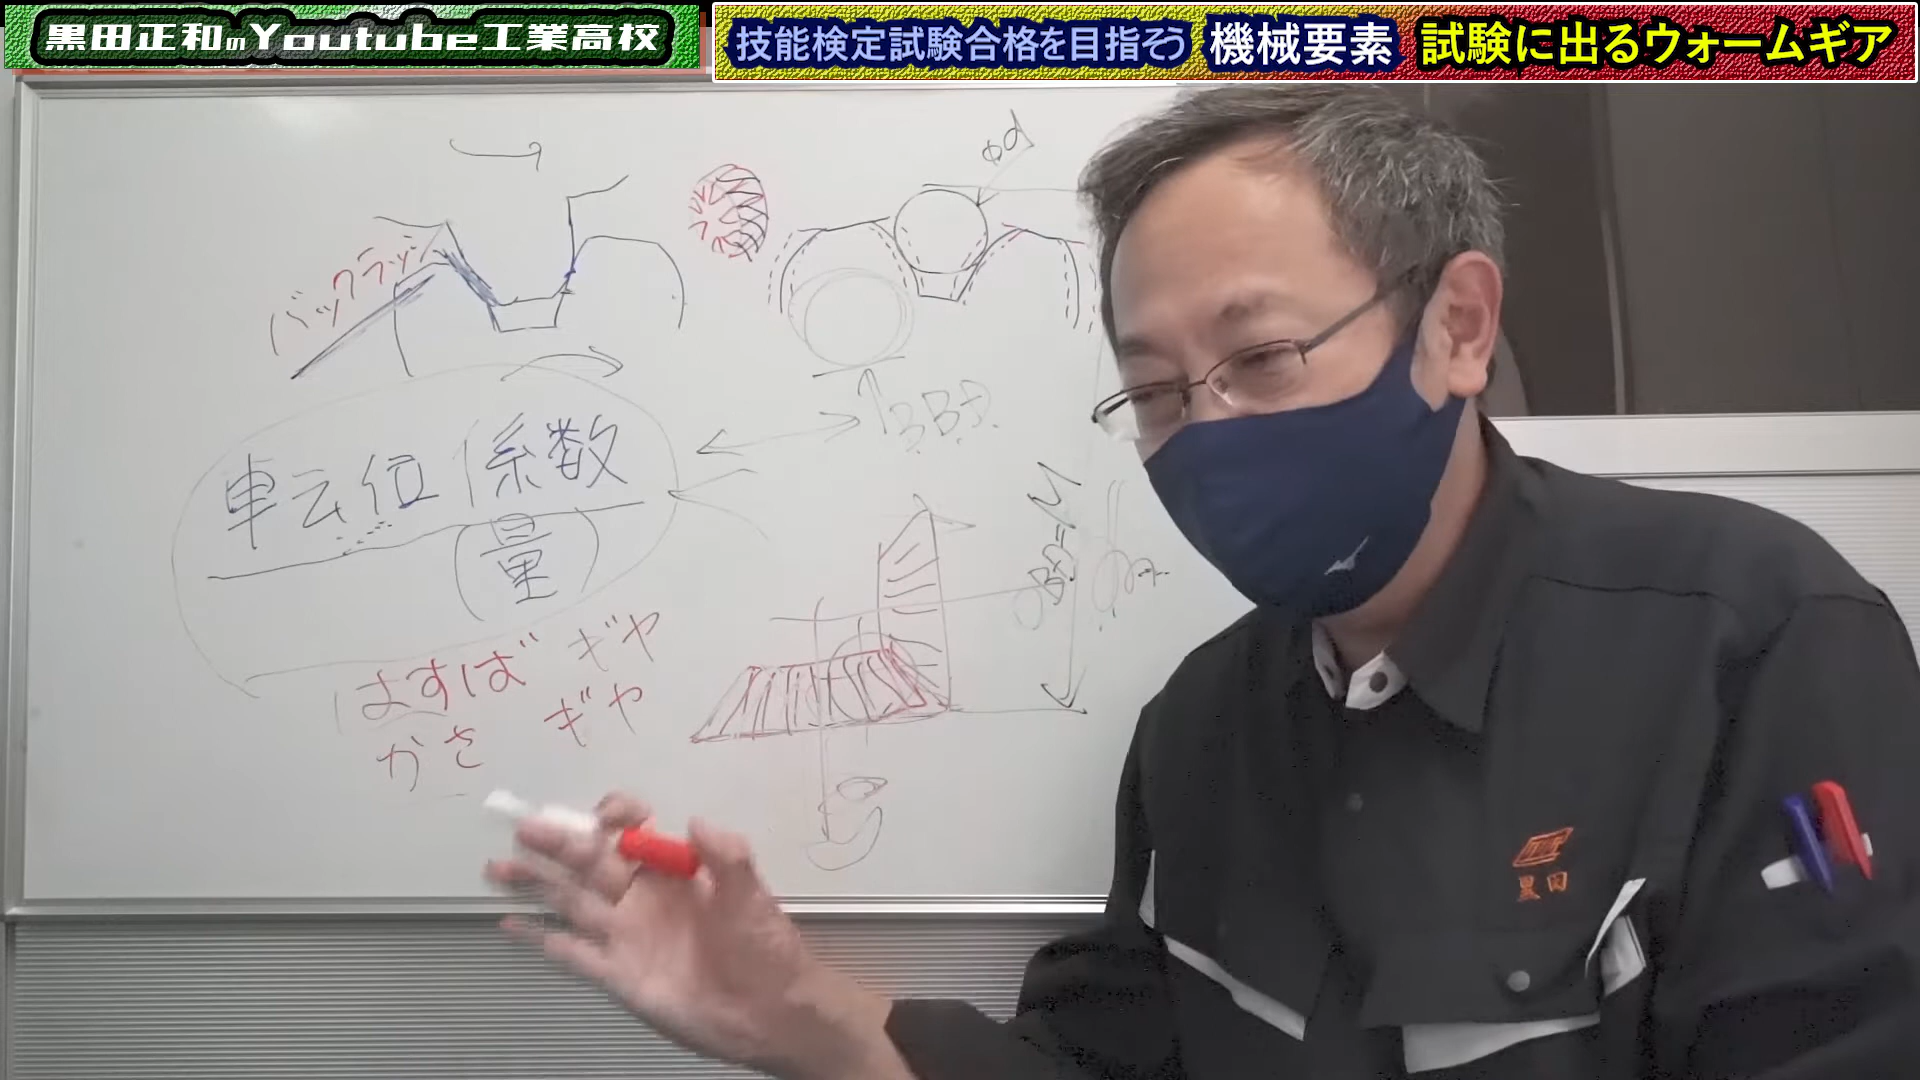 黒田正和のYoutube工業高校
技能検定試験合格を目指そう 機械要素 試験に出るウォームギア
φd
バックラッシ
B.B.D.
転位係数
(量)
はすば ギヤ
かさ ギヤ
黒田